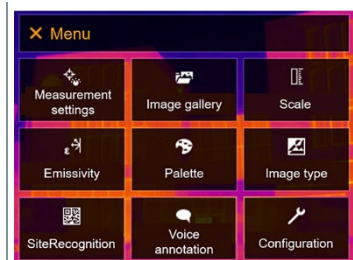 Menu
Measurement
settings
Image gallery
Scale
Emissivity
Palette
Image type
SiteRecognition
Voice
annotation
Configuration